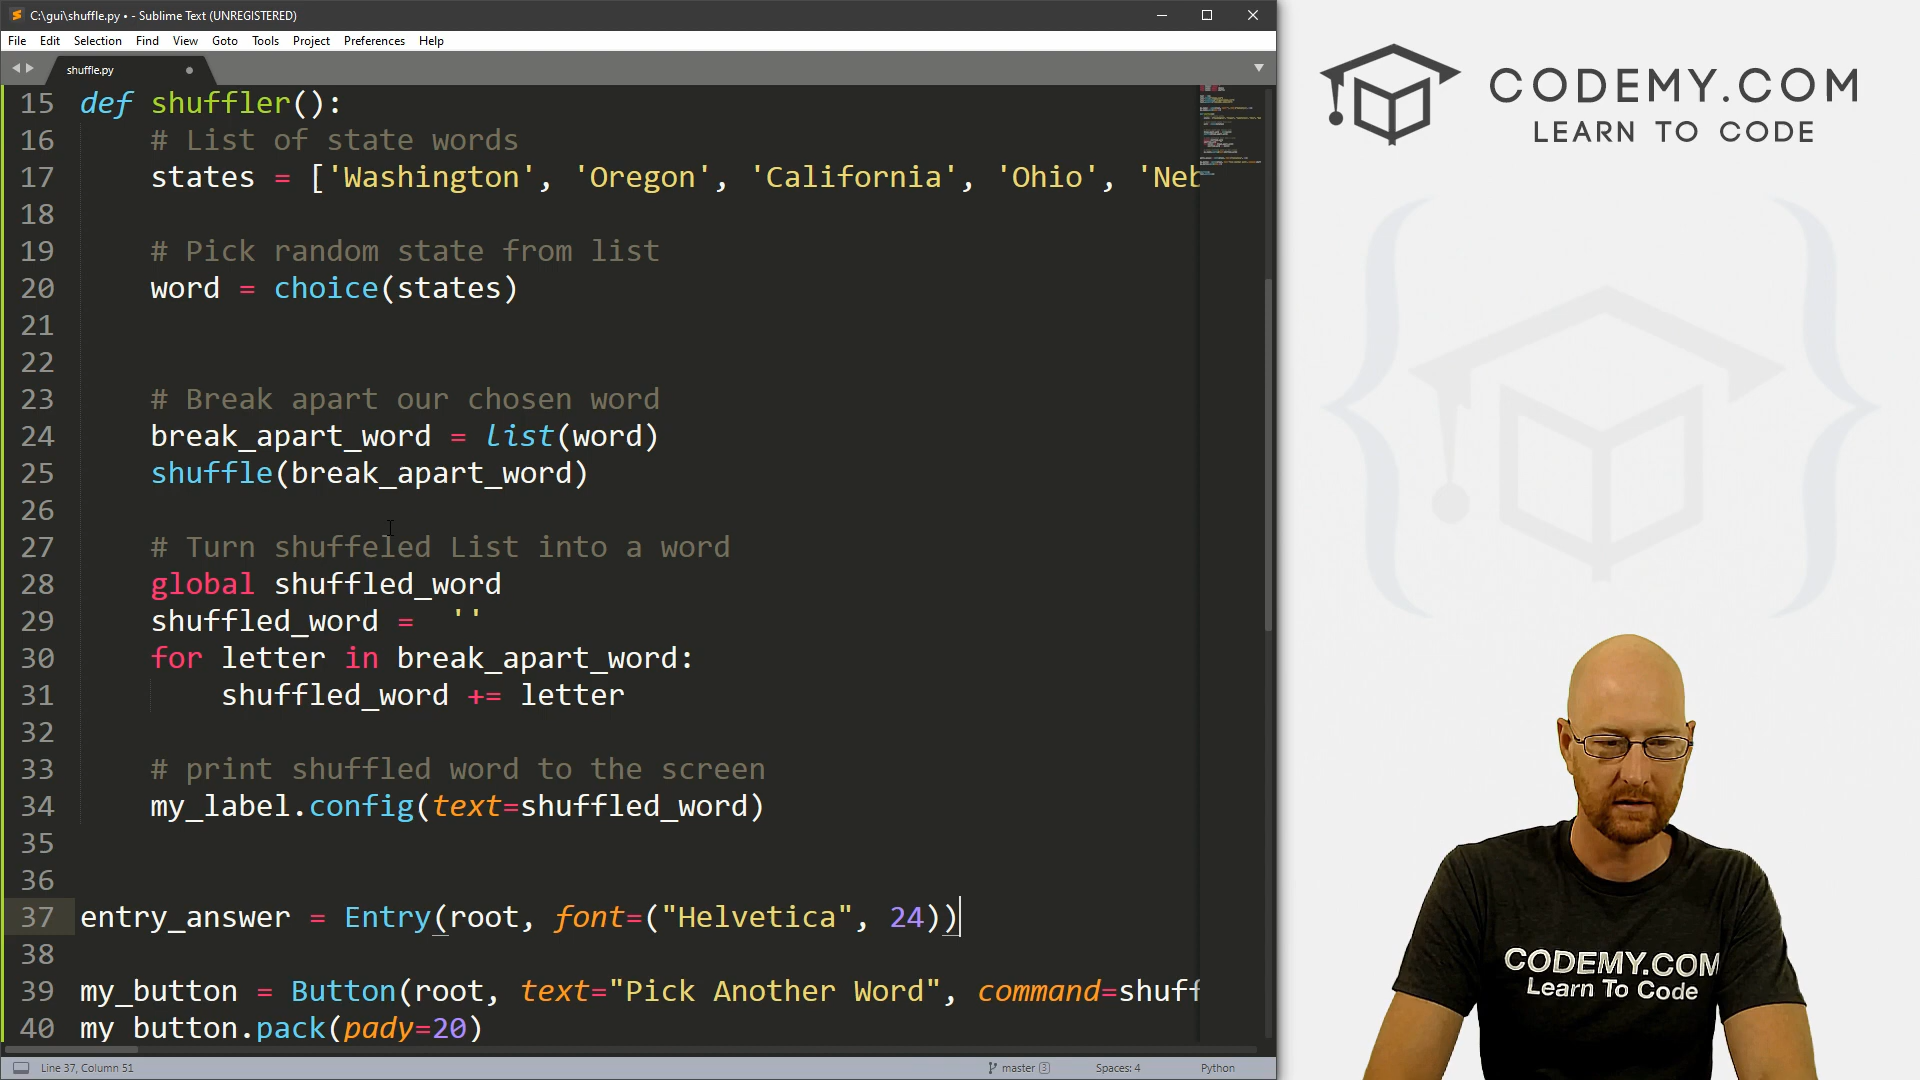 C:\gui\shuffle.py • - Sublime Text (UNREGISTERED)
File Edit Selection Find View Goto Tools Project Preferences Help
shuffle.py
15 def shuffler():
16 # List of state words
17 states = ['Washington', 'Oregon', 'California', 'Ohio', 'Neb
18
19 # Pick random state from list
20 word = choice(states)
21
22
23 # Break apart our chosen word
24 break_apart_word = list(word)
25 shuffle(break_apart_word)
26
27 # Turn shuffeled List into a word
28 global shuffled_word
29 shuffled_word = ''
30 for letter in break_apart_word:
31 shuffled_word += letter
32
33 # print shuffled word to the screen
34 my_label.config(text=shuffled_word)
35
36
37 entry_answer = Entry(root, font=("Helvetica", 24))
38
39 my_button = Button(root, text="Pick Another Word", command=shuff
40 my_button.pack(pady=20)
Line 37, Column 51
master 3
Spaces: 4
Python
CODEMY.COM
LEARN TO CODE
CODEMY.COM
Learn To Code